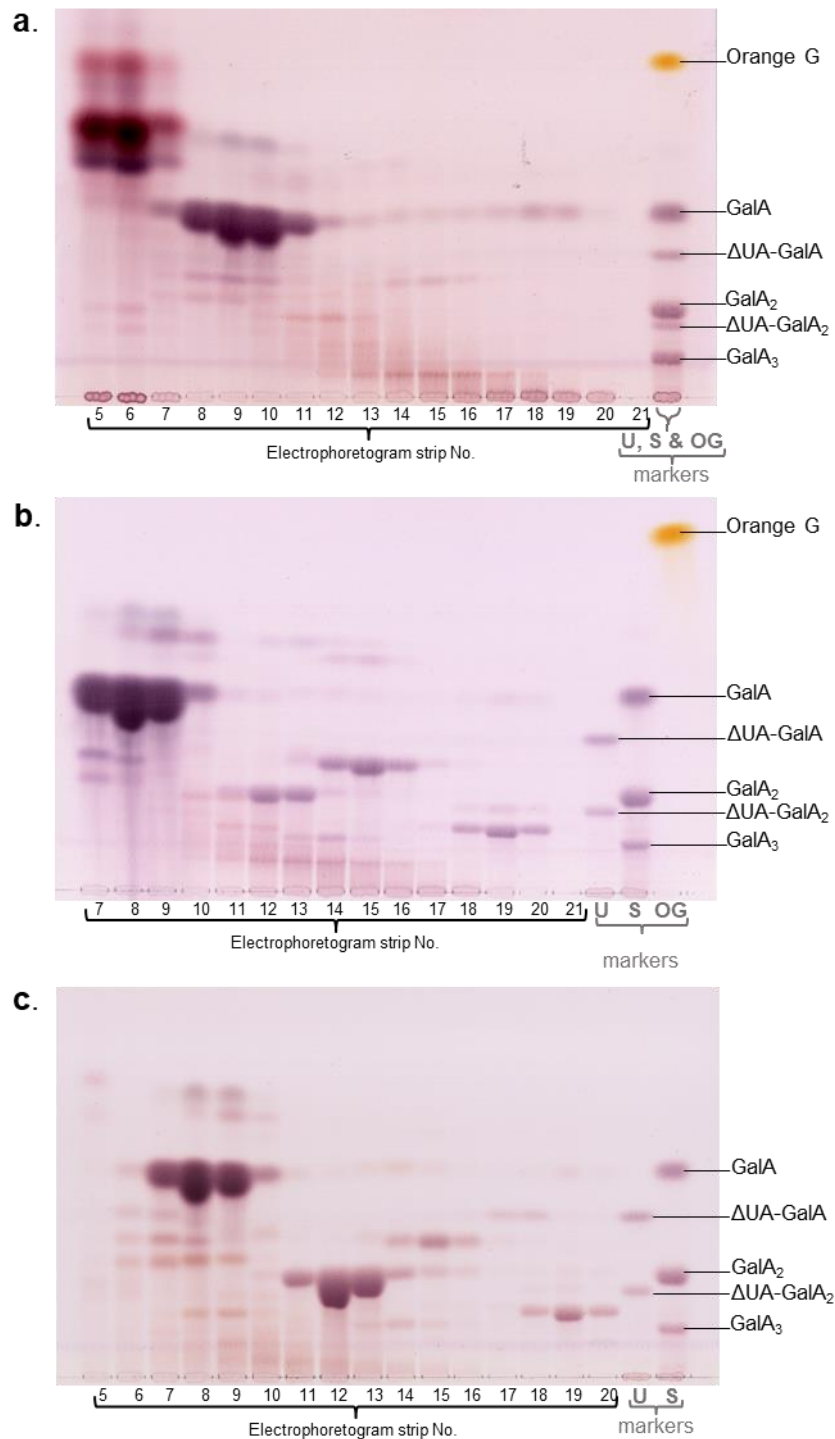 a.
Orange G
GalA
ΔUA-GalA
GalA₂
ΔUA-GalA₂
GalA₃
5 6 7 8 9 10 11 12 13 14 15 16 17 18 19 20 21
Electrophoretogram strip No.
U, S & OG
markers
b.
Orange G
GalA
ΔUA-GalA
GalA₂
ΔUA-GalA₂
GalA₃
7 8 9 10 11 12 13 14 15 16 17 18 19 20 21 U S OG
Electrophoretogram strip No.
markers
c.
GalA
ΔUA-GalA
GalA₂
ΔUA-GalA₂
GalA₃
5 6 7 8 9 10 11 12 13 14 15 16 17 18 19 20 U S
Electrophoretogram strip No.
markers